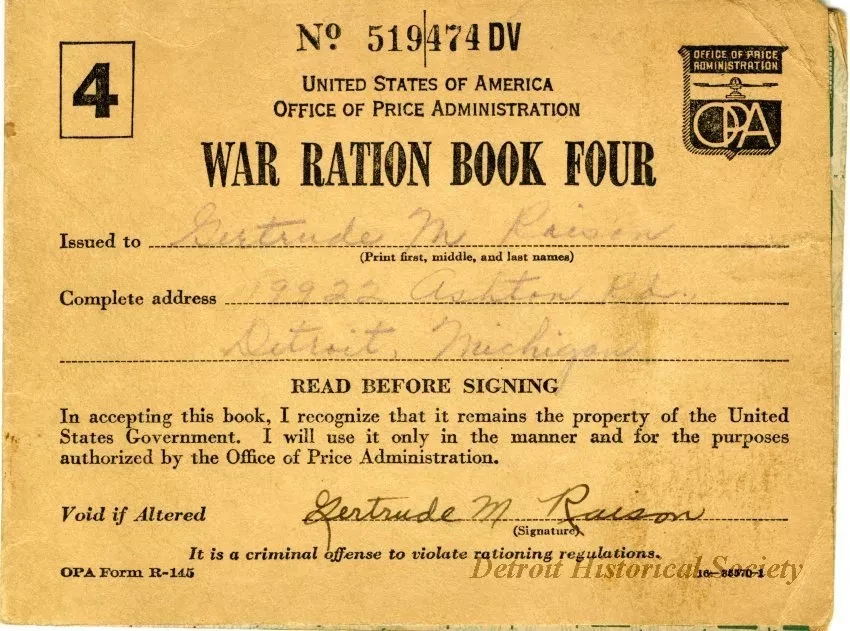 Nº 519474 DV
4
OFFICE OF PRICE
ADMINISTRATION
OPA
UNITED STATES OF AMERICA
OFFICE OF PRICE ADMINISTRATION
WAR RATION BOOK FOUR
Issued to Gertrude M Raison
(Print first, middle, and last names)
Complete address 19922 Ashton Rd.
Detroit, Michigan
READ BEFORE SIGNING
In accepting this book, I recognize that it remains the property of the United
States Government. I will use it only in the manner and for the purposes
authorized by the Office of Price Administration.
Void if Altered Gertrude M Raison
(Signature)
It is a criminal offense to violate rationing regulations.
OPA Form R-145
16—35570-1
Detroit Historical Society